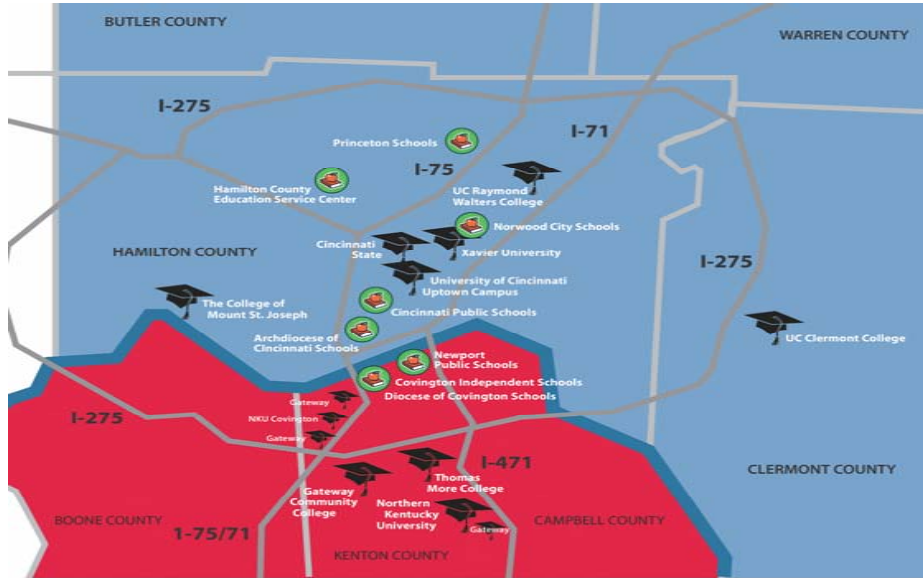 BUTLER COUNTY
WARREN COUNTY
I-275
I-71
Princeton Schools
I-75
Hamilton County
Education Service Center
UC Raymond
Walters College
Norwood City Schools
HAMILTON COUNTY
Cincinnati
State
Xavier University
I-275
University of Cincinnati
Uptown Campus
The College of
Mount St. Joseph
Cincinnati Public Schools
Archdiocese of
Cincinnati Schools
UC Clermont College
Newport
Public Schools
Covington Independent Schools
Diocese of Covington Schools
Gateway
I-275
NKU Covington
Gateway
I-471
CLERMONT COUNTY
Thomas
More College
Gateway
Community
College
Northern
Kentucky
University
Gateway
BOONE COUNTY
1-75/71
CAMPBELL COUNTY
KENTON COUNTY